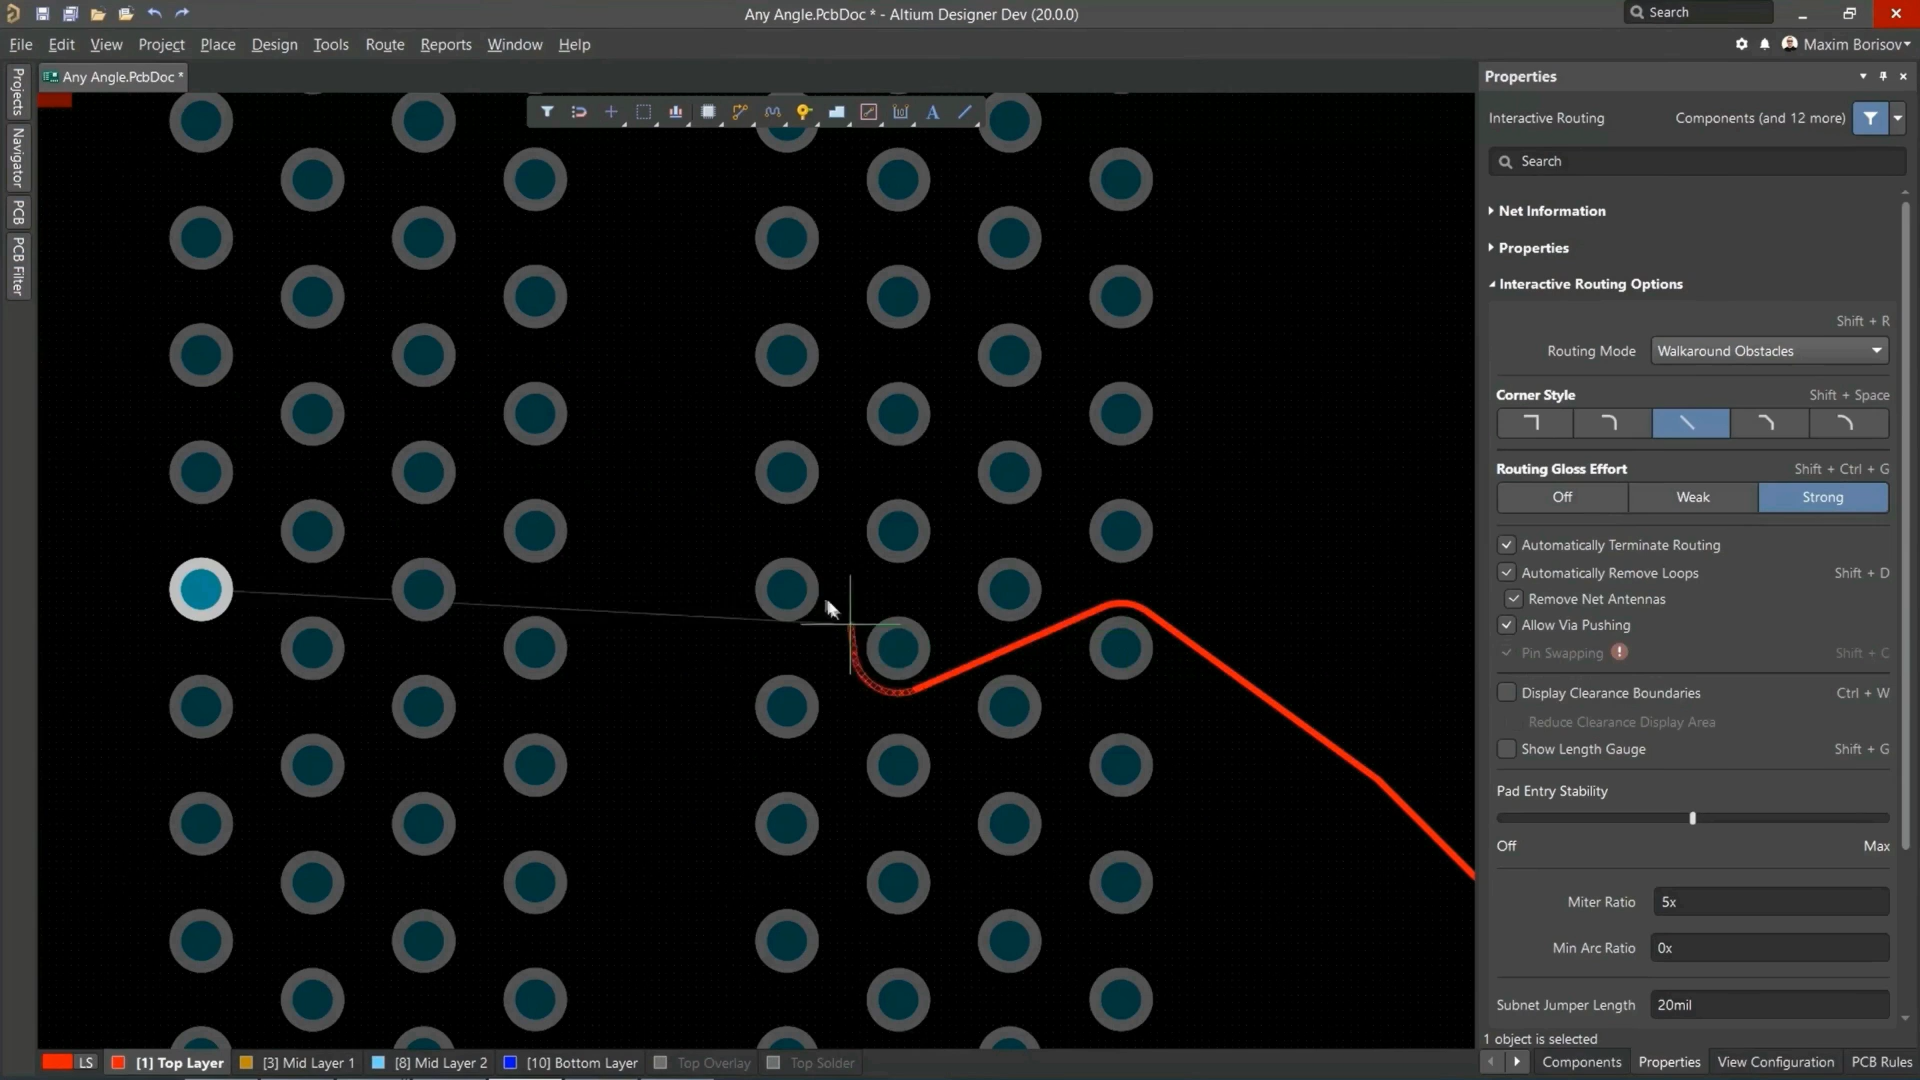 Any Angle.PcbDoc * - Altium Designer Dev (20.0.0)
Search
File Edit View Project Place Design Tools Route Reports Window Help
Maxim Borisov
Projects
Navigator
PCB
PCB Filter
Any Angle.PcbDoc *
A
Properties
Interactive Routing Components (and 12 more)
Search
Net Information
Properties
Interactive Routing Options
Shift + R
Routing Mode Walkaround Obstacles
Corner Style Shift + Space
Routing Gloss Effort Shift + Ctrl + G
Off Weak Strong
Automatically Terminate Routing
Automatically Remove Loops Shift + D
Remove Net Antennas
Allow Via Pushing
Pin Swapping ! Shift + C
Display Clearance Boundaries Ctrl + W
Reduce Clearance Display Area
Show Length Gauge Shift + G
Pad Entry Stability
Off Max
Miter Ratio 5x
Min Arc Ratio 0x
Subnet Jumper Length 20mil
1 object is selected
LS [1] Top Layer [3] Mid Layer 1 [8] Mid Layer 2 [10] Bottom Layer Top Overlay Top Solder
Components Properties View Configuration PCB Rules